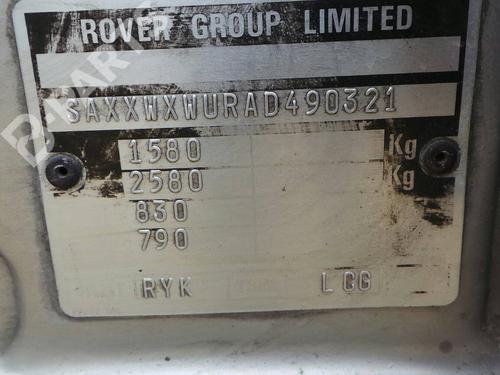 ROVER GROUP LIMITED
SAXXWXWURAD490321
1580 Kg
2580 Kg
830
790
RYK LCG